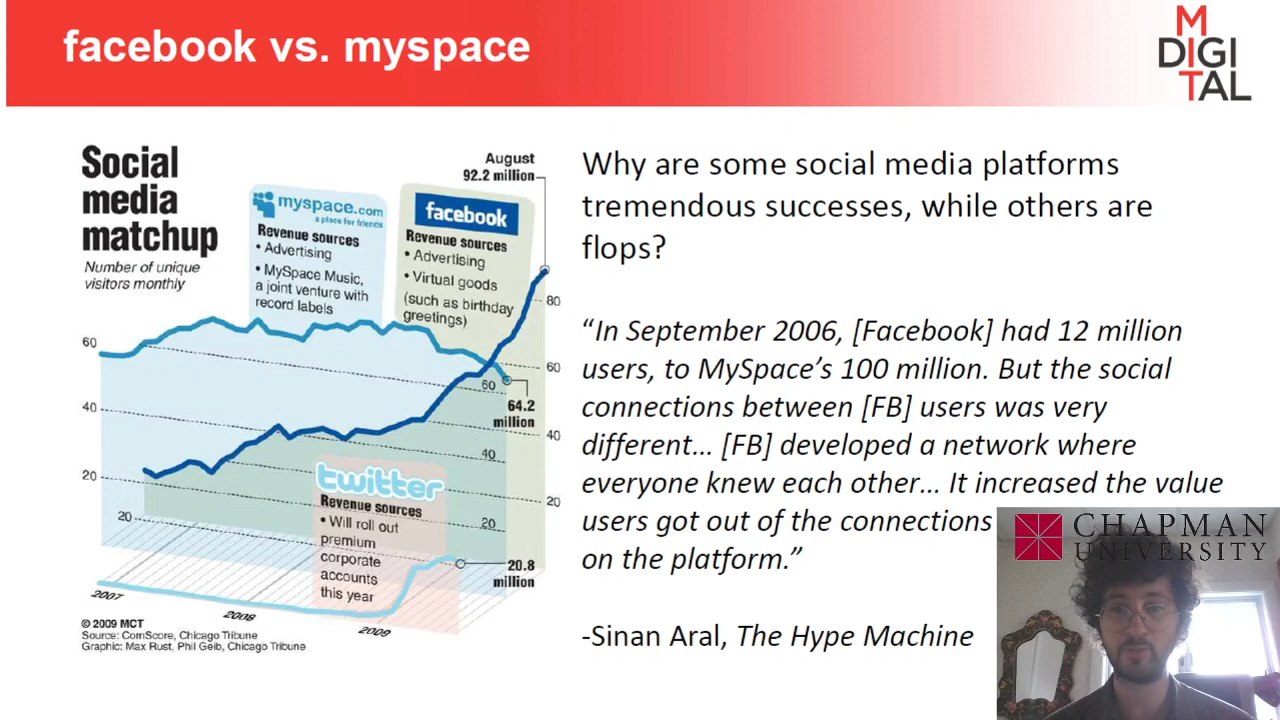 facebook vs. myspace
M
DIGI
TAL
Social
media
matchup
Number of unique
visitors monthly
August
92.2 million
myspace.com
a place for friends
Revenue sources
• Advertising
• MySpace Music,
a joint venture with
record labels
facebook
Revenue sources
• Advertising
• Virtual goods
(such as birthday
greetings)
80
60
60
60
64.2
million
40
40
40
20
20
20
20
twitter
Revenue sources
• Will roll out
premium
corporate
accounts
this year
20.8
million
2007
2008
2009
© 2009 MCT
Source: ComScore, Chicago Tribune
Graphic: Max Rust, Phil Geib, Chicago Tribune
Why are some social media platforms
tremendous successes, while others are
flops?
“In September 2006, [Facebook] had 12 million
users, to MySpace’s 100 million. But the social
connections between [FB] users was very
different… [FB] developed a network where
everyone knew each other… It increased the value
users got out of the connections
on the platform.”
-Sinan Aral, The Hype Machine
CHAPMAN
UNIVERSITY